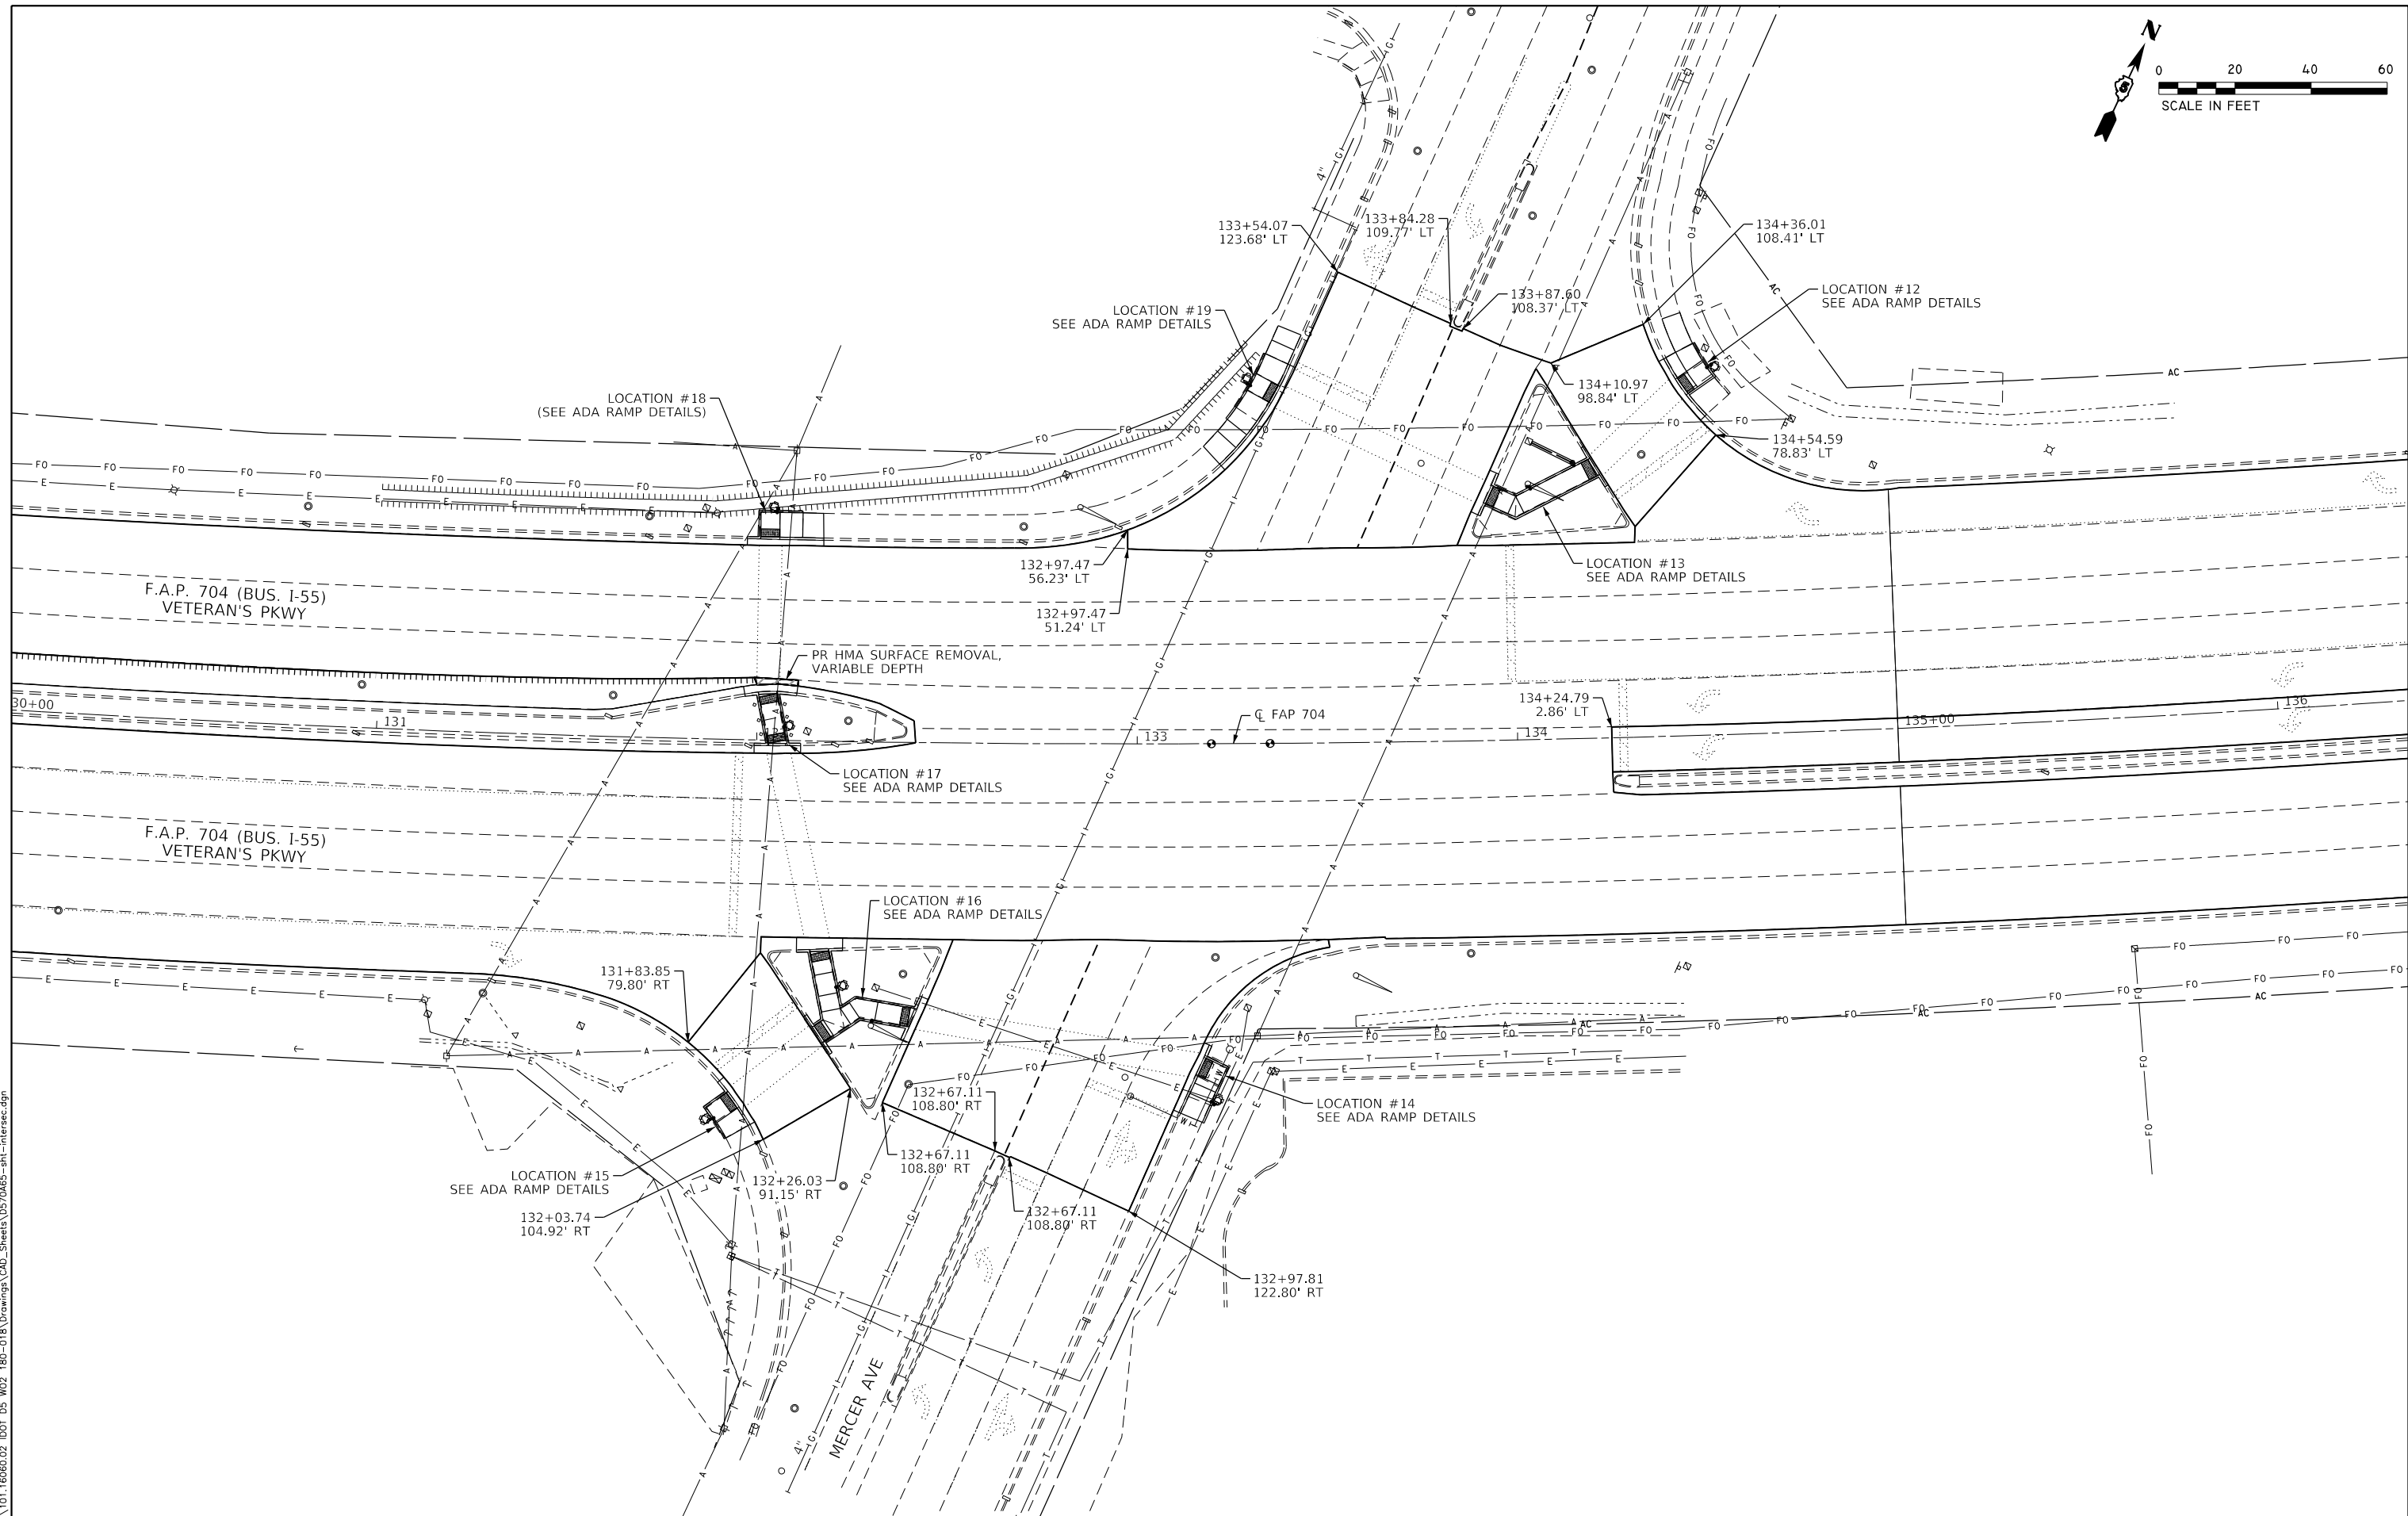 N
0 20 40 60
SCALE IN FEET
4"
133+54.07
123.68' LT
133+84.28
109.77' LT
134+36.01
108.41' LT
LOCATION #12
SEE ADA RAMP DETAILS
133+87.60
108.37' LT
LOCATION #19
SEE ADA RAMP DETAILS
134+10.97
98.84' LT
LOCATION #18
(SEE ADA RAMP DETAILS)
134+54.59
78.83' LT
132+97.47
56.23' LT
LOCATION #13
SEE ADA RAMP DETAILS
F.A.P. 704 (BUS. I-55)
VETERAN'S PKWY
132+97.47
51.24' LT
PR HMA SURFACE REMOVAL,
VARIABLE DEPTH
134+24.79
2.86' LT
30+00
131
133
℄ FAP 704
134
135+00
136
LOCATION #17
SEE ADA RAMP DETAILS
F.A.P. 704 (BUS. I-55)
VETERAN'S PKWY
LOCATION #16
SEE ADA RAMP DETAILS
131+83.85
79.80' RT
132+67.11
108.80' RT
LOCATION #14
SEE ADA RAMP DETAILS
132+67.11
108.80' RT
LOCATION #15
SEE ADA RAMP DETAILS
132+26.03
91.15' RT
132+03.74
104.92' RT
132+67.11
108.80' RT
132+97.81
122.80' RT
MERCER AVE
4"